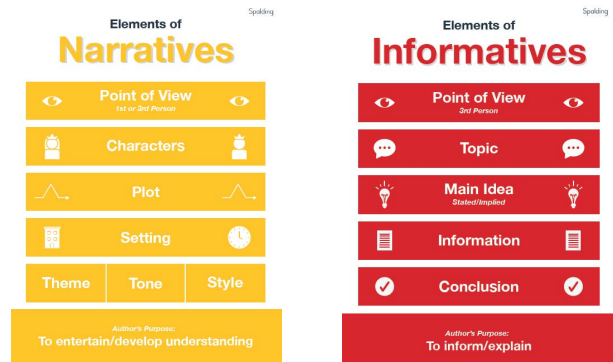 Spalding
Elements of
Narratives
Point of View
1st or 3rd Person
Characters
Plot
Setting
Theme
Tone
Style
Author's Purpose:
To entertain/develop understanding
Spalding
Elements of
Informatives
Point of View
3rd Person
Topic
Main Idea
Stated/Implied
Information
Conclusion
Author's Purpose:
To inform/explain